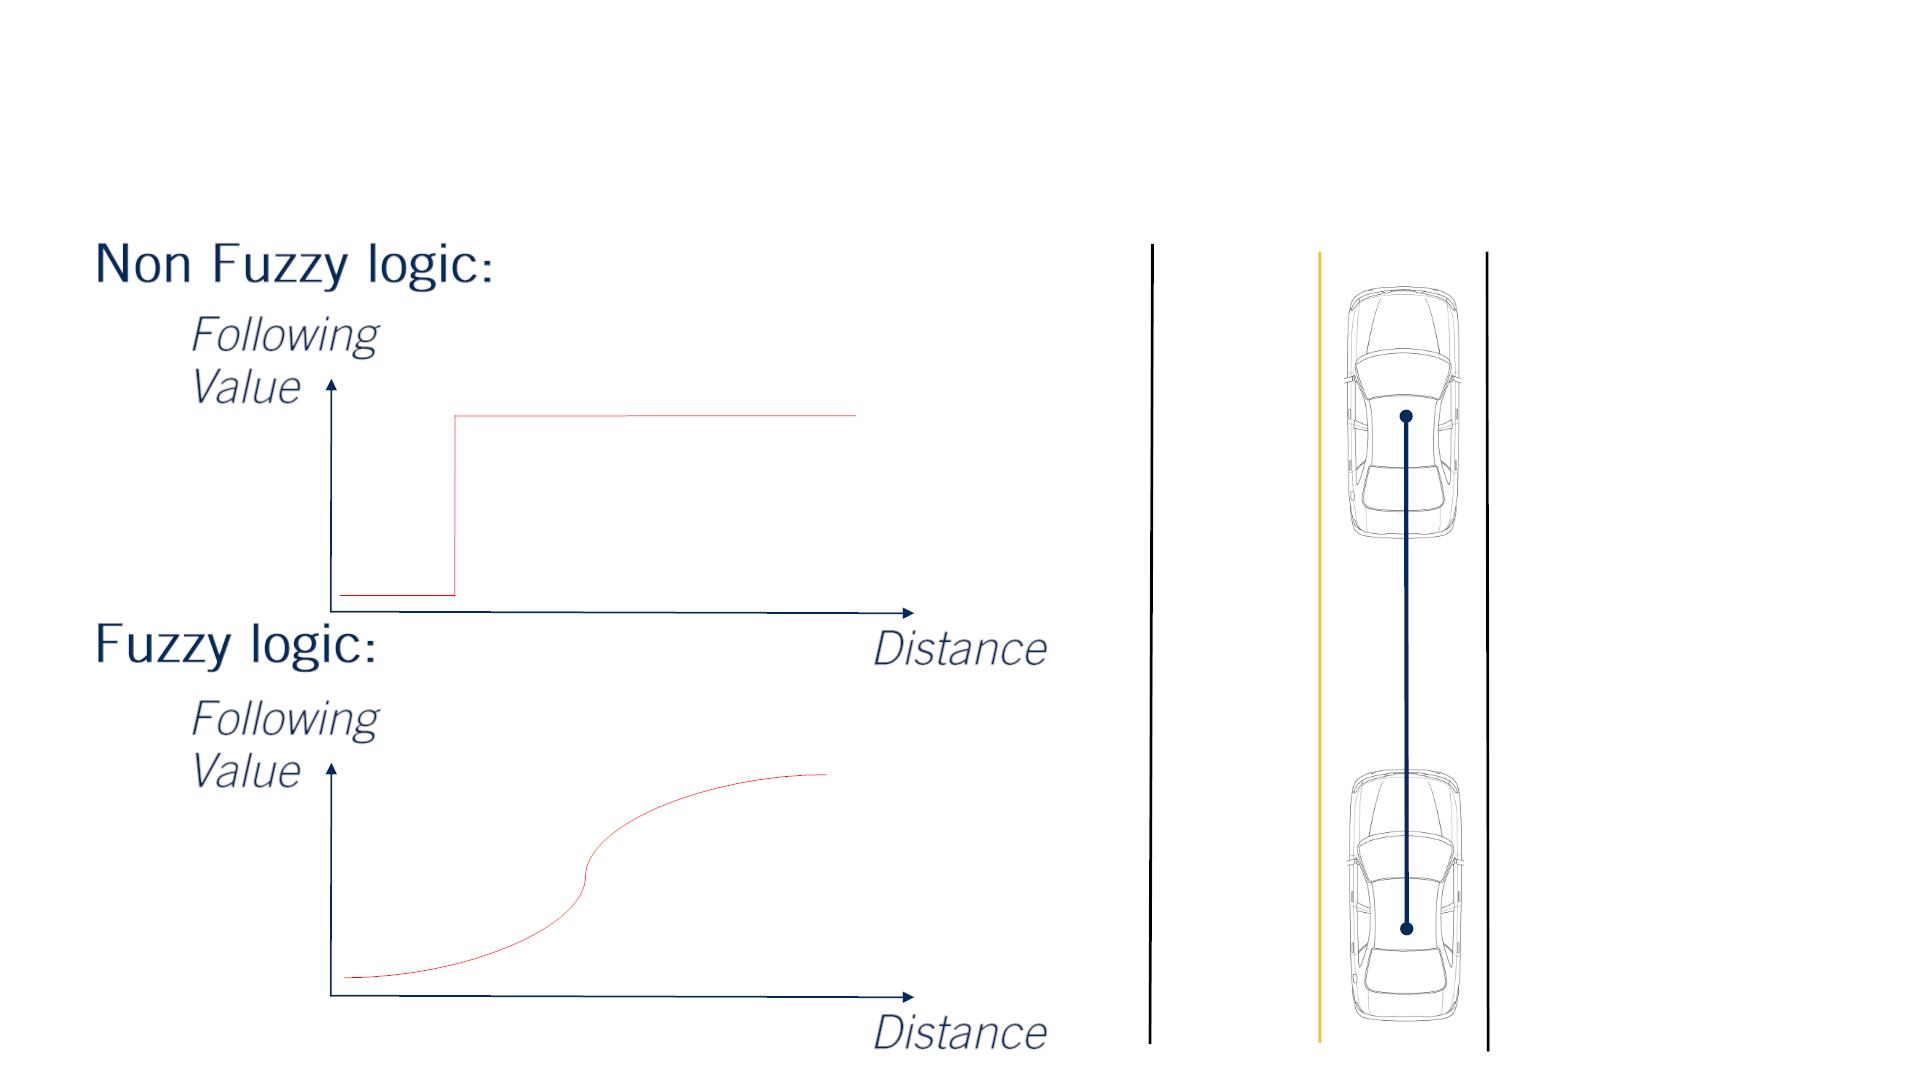 Non Fuzzy logic:
Following
Value
Distance
Fuzzy logic:
Following
Value
Distance